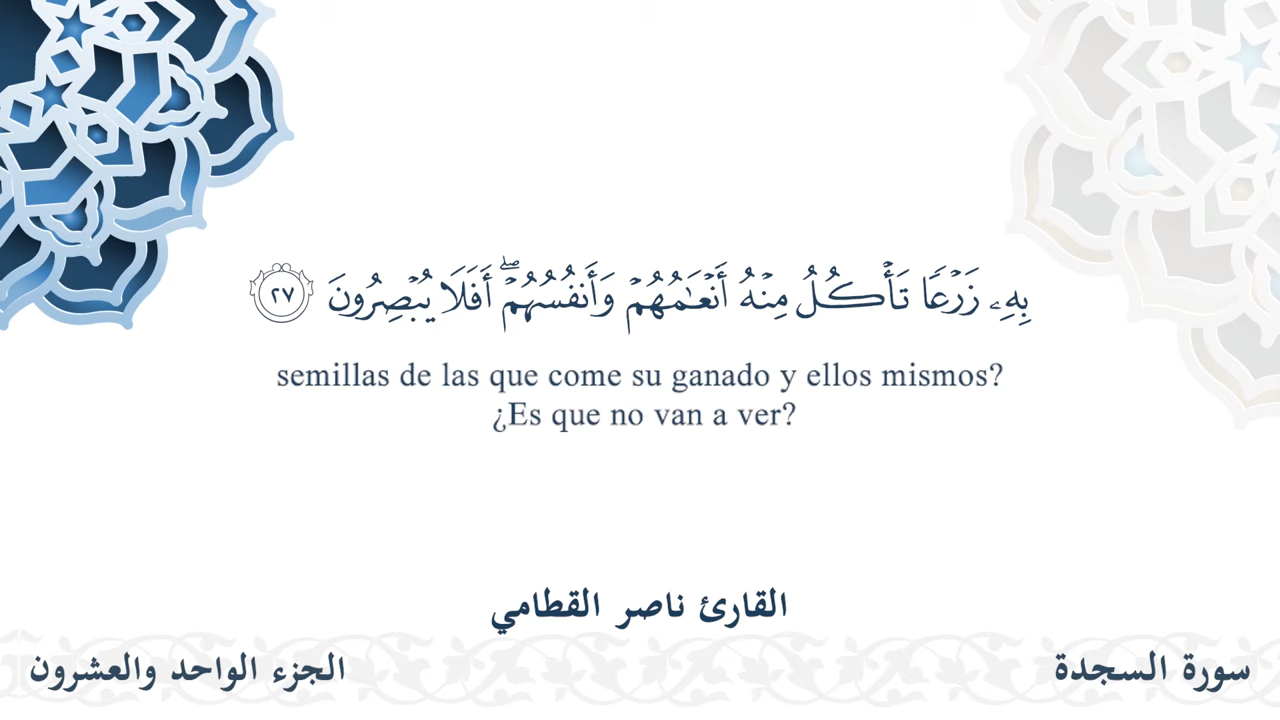 بِهِۦ زَرۡعٗا تَأۡكُلُ مِنۡهُ أَنۡعَٰمُهُمۡ وَأَنفُسُهُمۡۚ أَفَلَا يُبۡصِرُونَ ٢٧
semillas de las que come su ganado y ellos mismos?
¿Es que no van a ver?
القارئ ناصر القطامي
سورة السجدة
الجزء الواحد والعشرون